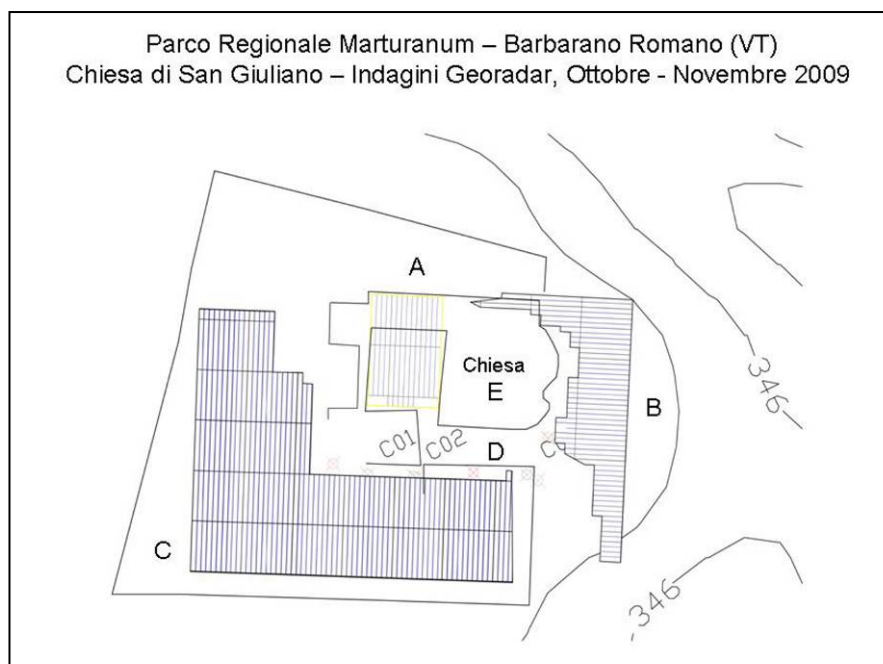 Parco Regionale Marturanum – Barbarano Romano (VT)
Chiesa di San Giuliano – Indagini Georadar, Ottobre - Novembre 2009
A
346
Chiesa
E
B
C01
C02
D
C
346